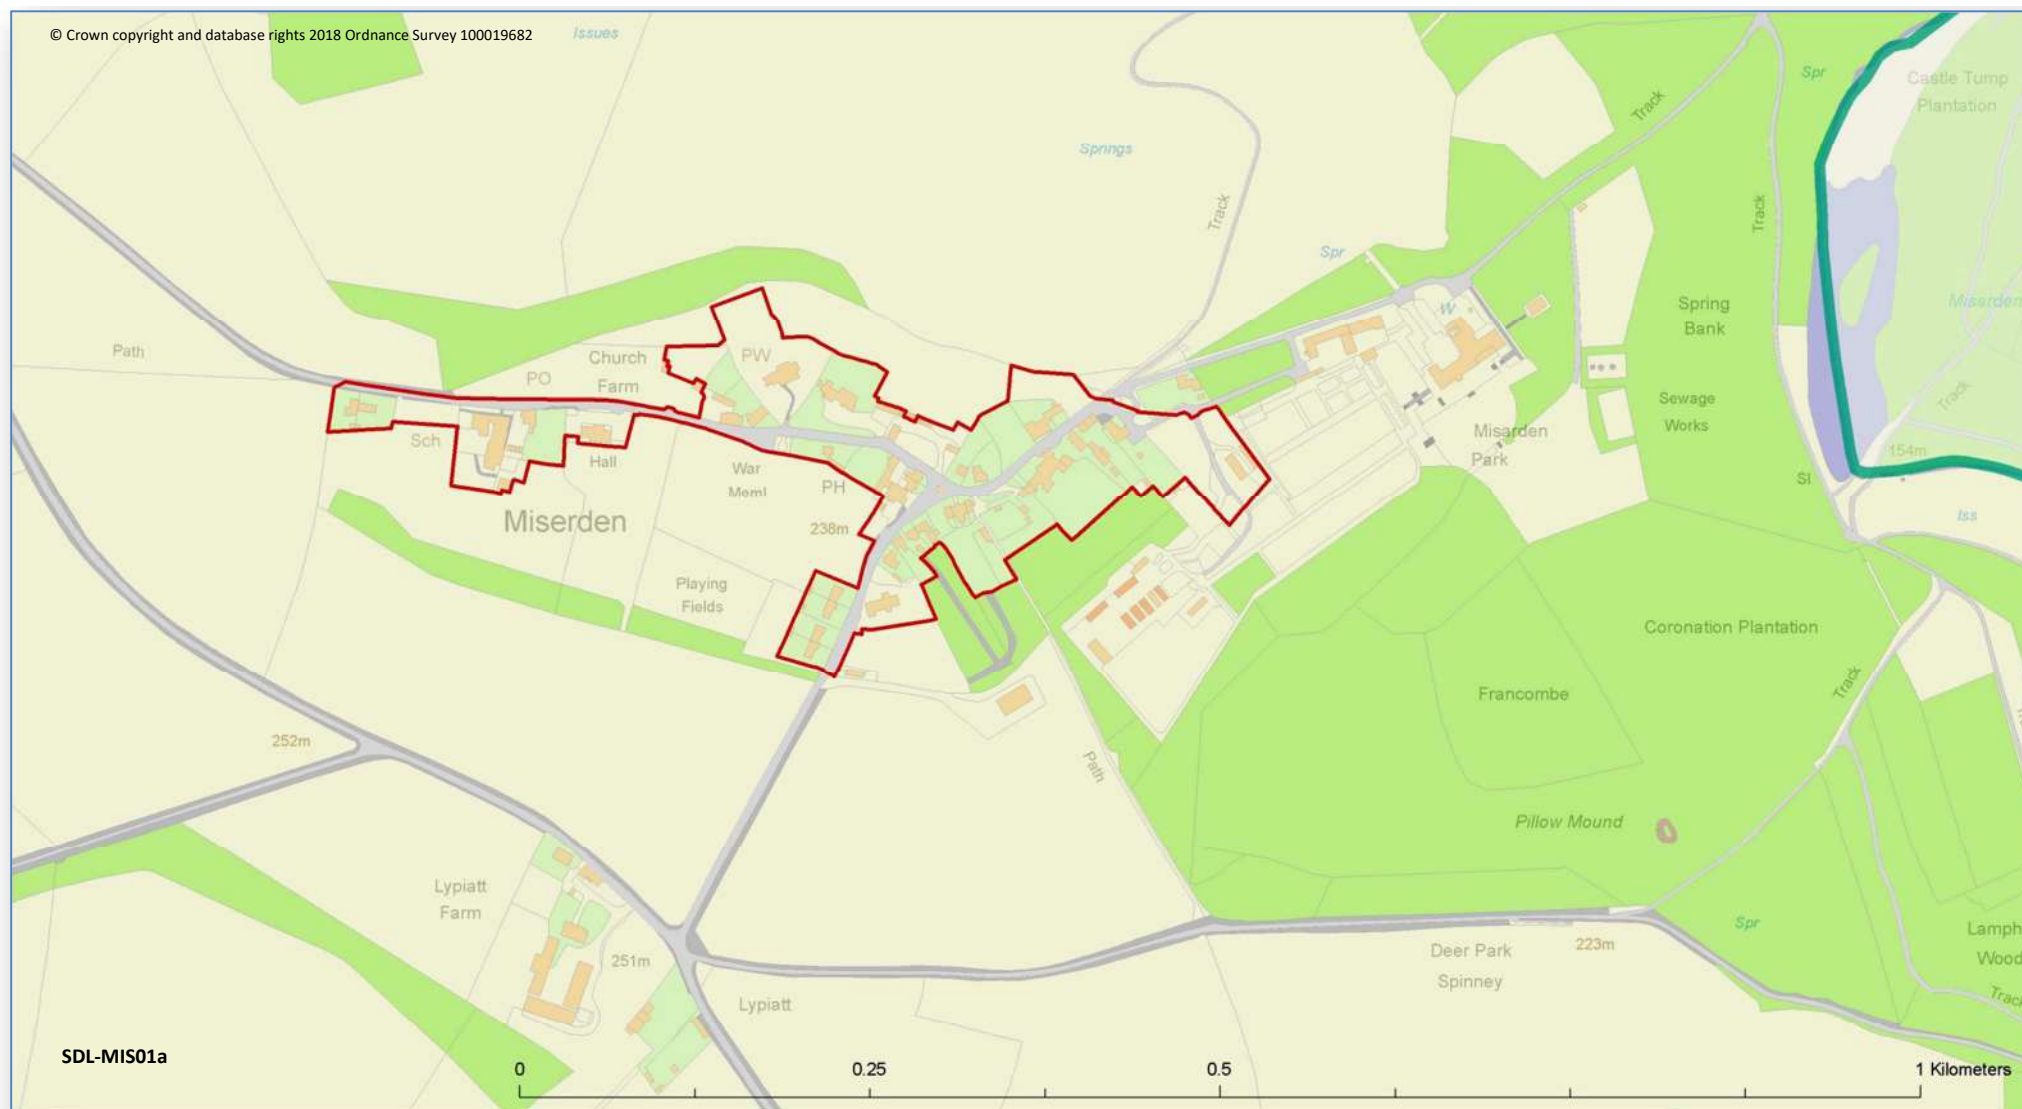 © Crown copyright and database rights 2018 Ordnance Survey 100019682
Issues
Spr
Castle Tump
Plantation
Track
Springs
Track
Track
Spr
Misarden
Spring
Bank
W
Path
Church
Farm
PW
PO
Track
Sewage
Works
Sch
Hall
War
Meml
PH
Misarden
Park
154m
SI
Miserden
238m
Iss
Playing
Fields
Coronation Plantation
Track
Francombe
252m
Path
Pillow Mound
Lypiatt
Farm
Spr
Lamph
Wood
251m
Deer Park
Spinney
223m
Lypiatt
Trac
SDL-MIS01a
0
0.25
0.5
1 Kilometers